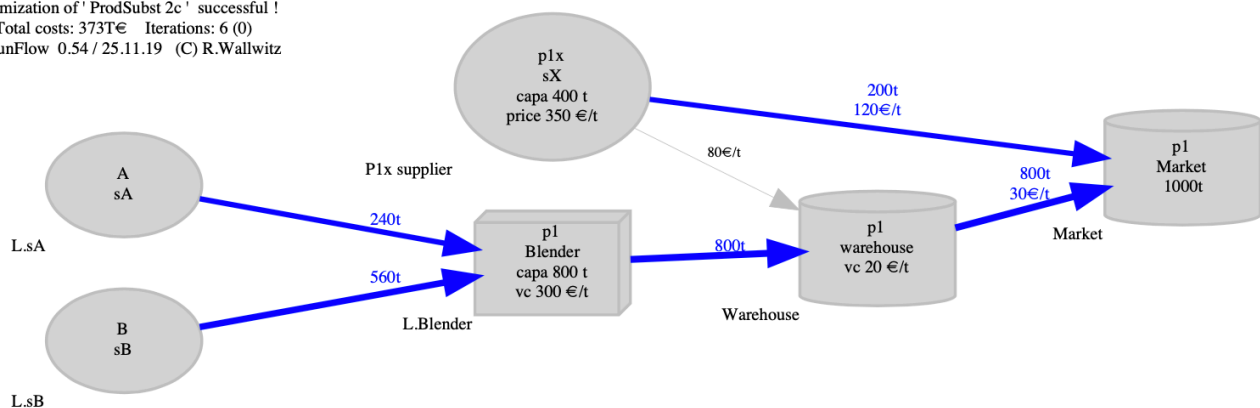 mization of ' ProdSubst 2c '  successful !
Total costs: 373T€    Iterations: 6 (0)
unFlow  0.54 / 25.11.19   (C) R.Wallwitz
p1x
sX
capa 400 t
price 350 €/t
200t
120€/t
p1
Market
1000t
A
sA
P1x supplier
80€/t
800t
30€/t
L.sA
240t
p1
Blender
capa 800 t
vc 300 €/t
800t
p1
warehouse
vc 20 €/t
Market
560t
L.Blender
Warehouse
B
sB
L.sB